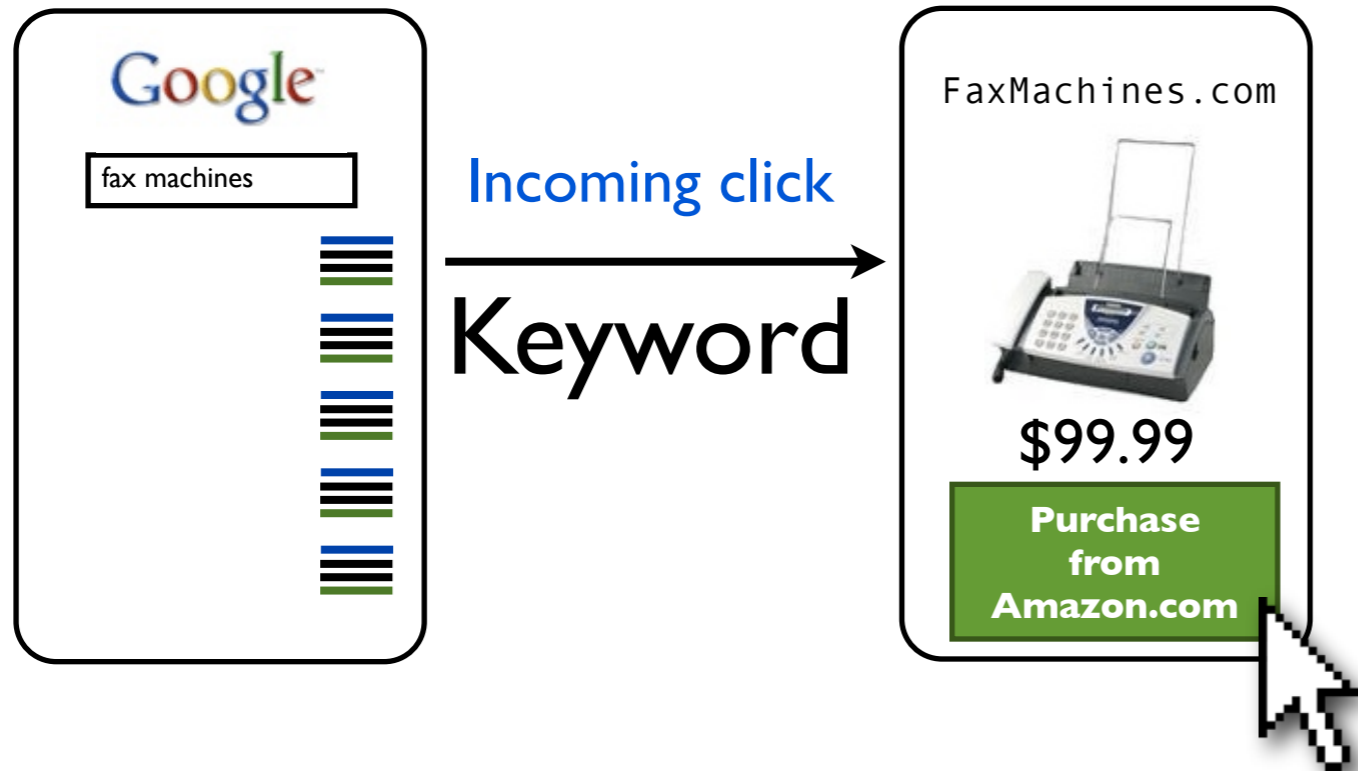 Google
fax machines
Incoming click
Keyword
FaxMachines.com
$99.99
Purchase
from
Amazon.com